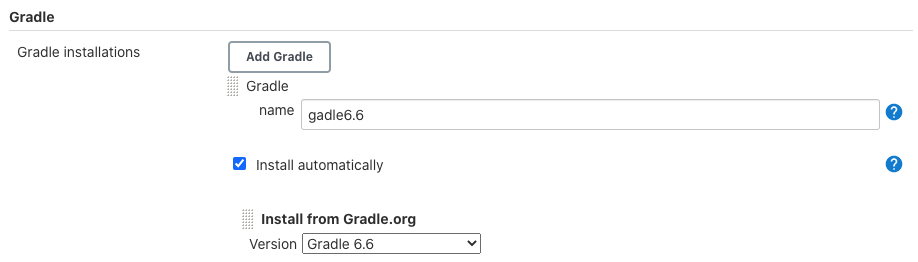 Gradle
Gradle installations
Add Gradle
Gradle
name gadle6.6
?
Install automatically
?
Install from Gradle.org
Version Gradle 6.6